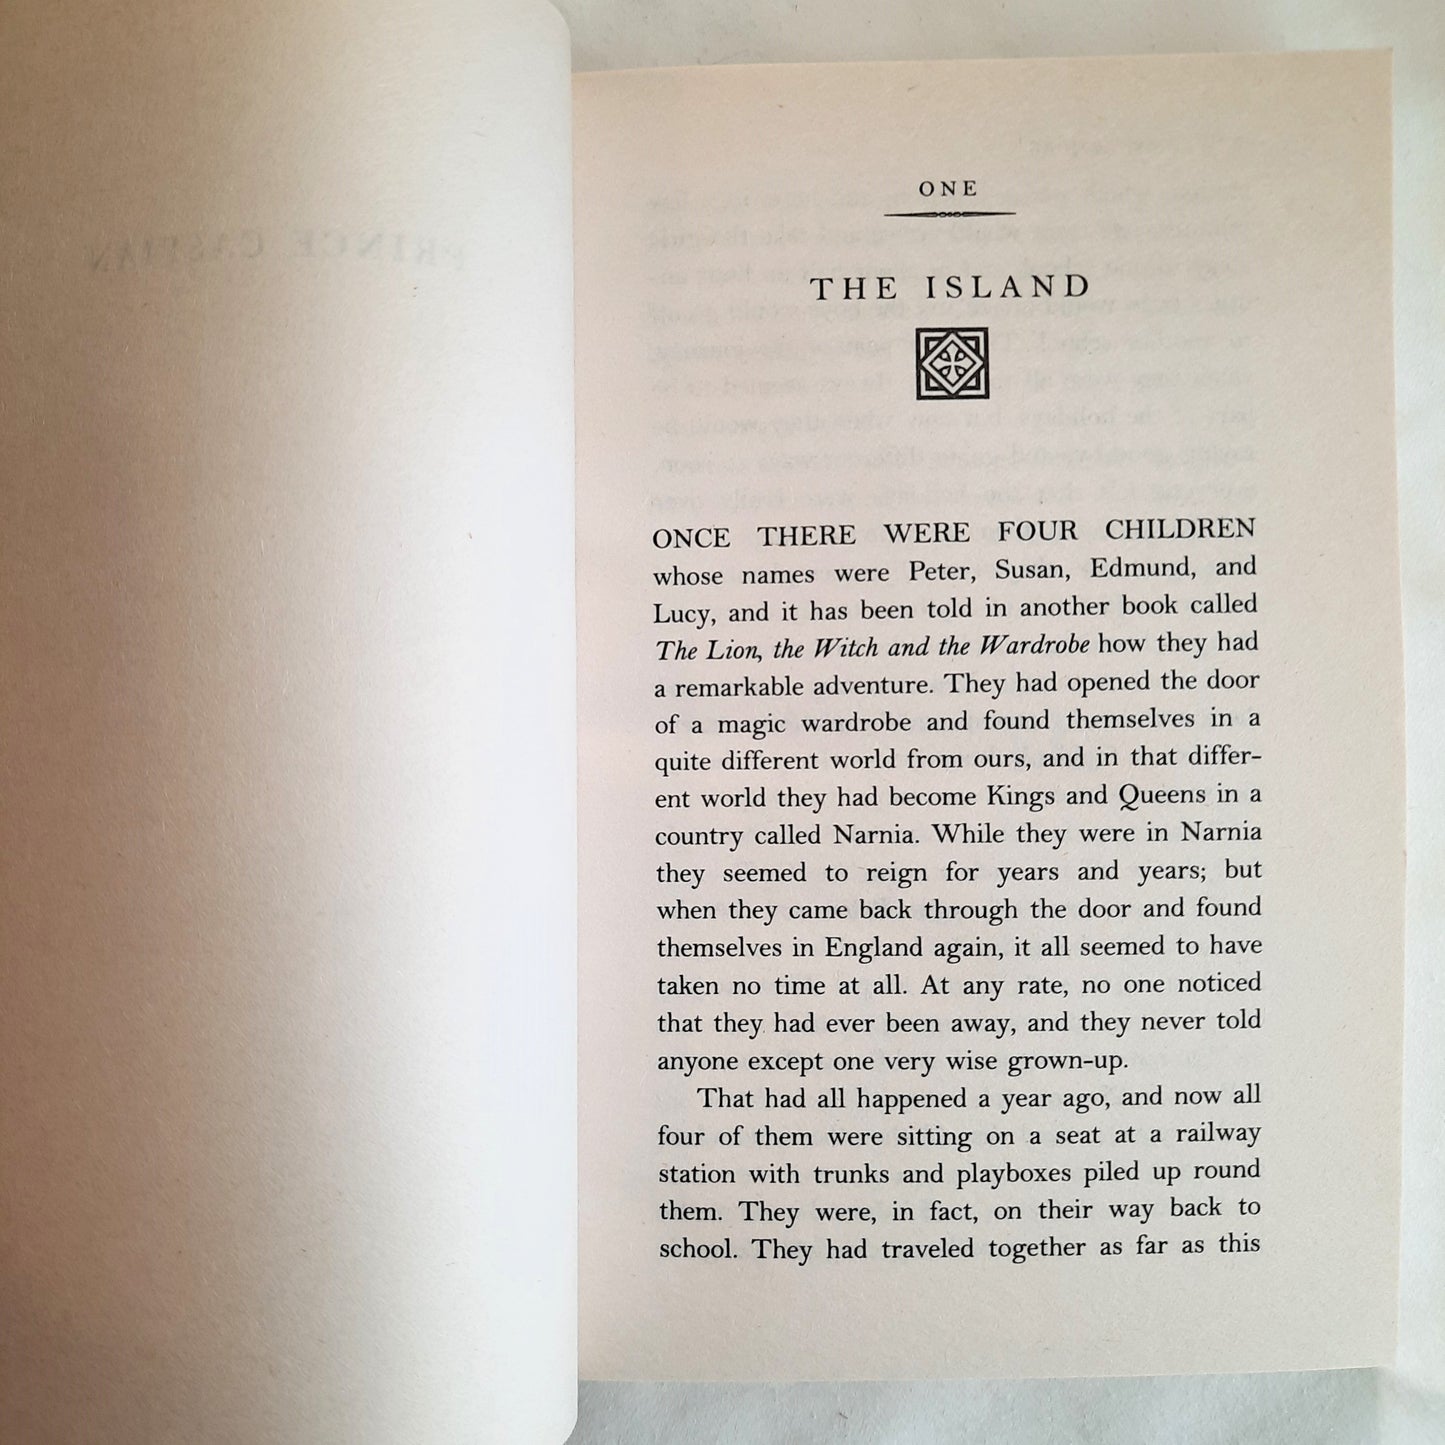 PRINCE CASPIAN
ONE
THE ISLAND
ONCE THERE WERE FOUR CHILDREN
whose names were Peter, Susan, Edmund, and
Lucy, and it has been told in another book called
The Lion, the Witch and the Wardrobe how they had
a remarkable adventure. They had opened the door
of a magic wardrobe and found themselves in a
quite different world from ours, and in that differ-
ent world they had become Kings and Queens in a
country called Narnia. While they were in Narnia
they seemed to reign for years and years; but
when they came back through the door and found
themselves in England again, it all seemed to have
taken no time at all. At any rate, no one noticed
that they had ever been away, and they never told
anyone except one very wise grown-up.
That had all happened a year ago, and now all
four of them were sitting on a seat at a railway
station with trunks and playboxes piled up round
them. They were, in fact, on their way back to
school. They had traveled together as far as this